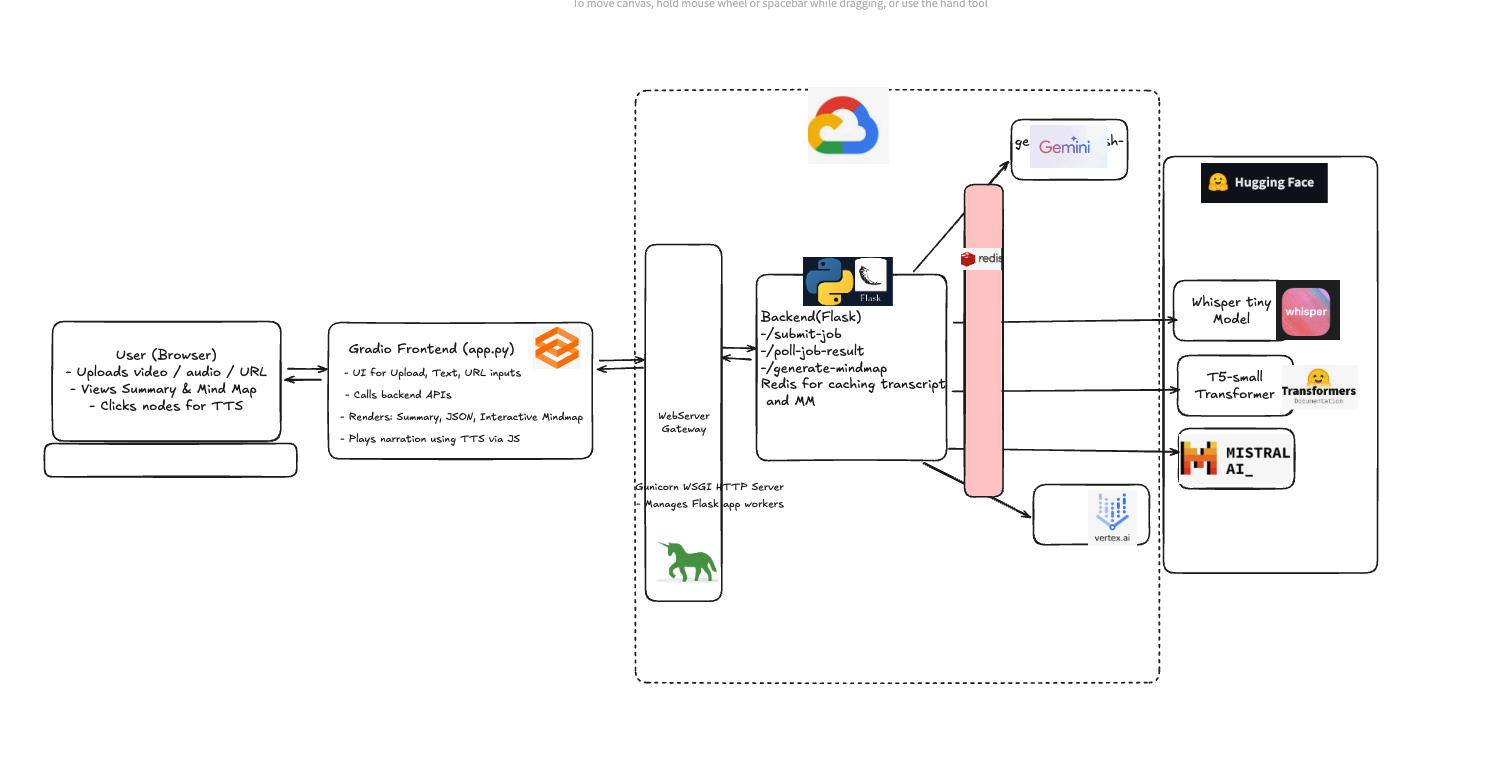 To move canvas, hold mouse wheel or spacebar while dragging, or use the hand tool
User (Browser)
- Uploads video / audio / URL
- Views Summary & Mind Map
- Clicks nodes for TTS
Gradio Frontend (app.py)
- UI for Upload, Text, URL inputs
- Calls backend APIs
- Renders: Summary, JSON, Interactive Mindmap
- Plays narration using TTS via JS
WebServer
Gateway
Gunicorn WSGI HTTP Server
- Manages Flask app workers
Flask
Backend(Flask)
-/submit-job
-/poll-job-result
-/generate-mindmap
Redis for caching transcript
and MM
redis
Gemini
vertex.ai
Hugging Face
Whisper tiny
Model
whisper
T5-small
Transformer
Transformers
Documentation
MISTRAL
AI_